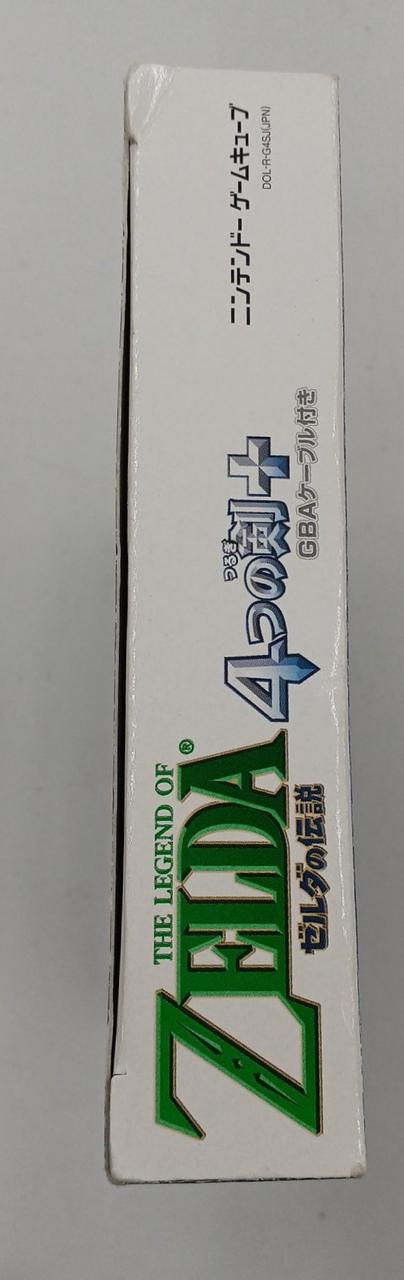 THE LEGEND OF
ZELDA®
ゼルダの伝説
つるぎ
4つの剣+
GBAケーブル付き
ニンテンドーゲームキューブ
DOL-R-G4SJ(JPN)